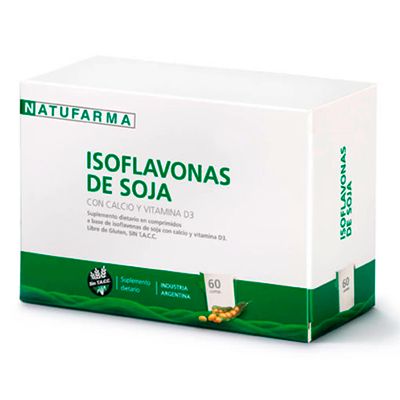 NATUFARMA
ISOFLAVONAS
DE SOJA
CON CALCIO Y VITAMINA D3
Suplemento dietario en comprimidos
a base de isoflavonas de soja con calcio y vitamina D3.
Libre de Gluten, SIN T.A.C.C.
Sin T.A.C.C.
Suplemento
dietario
INDUSTRIA
ARGENTINA
60
comp.
ISOFLAVONAS
DE SOJA
60